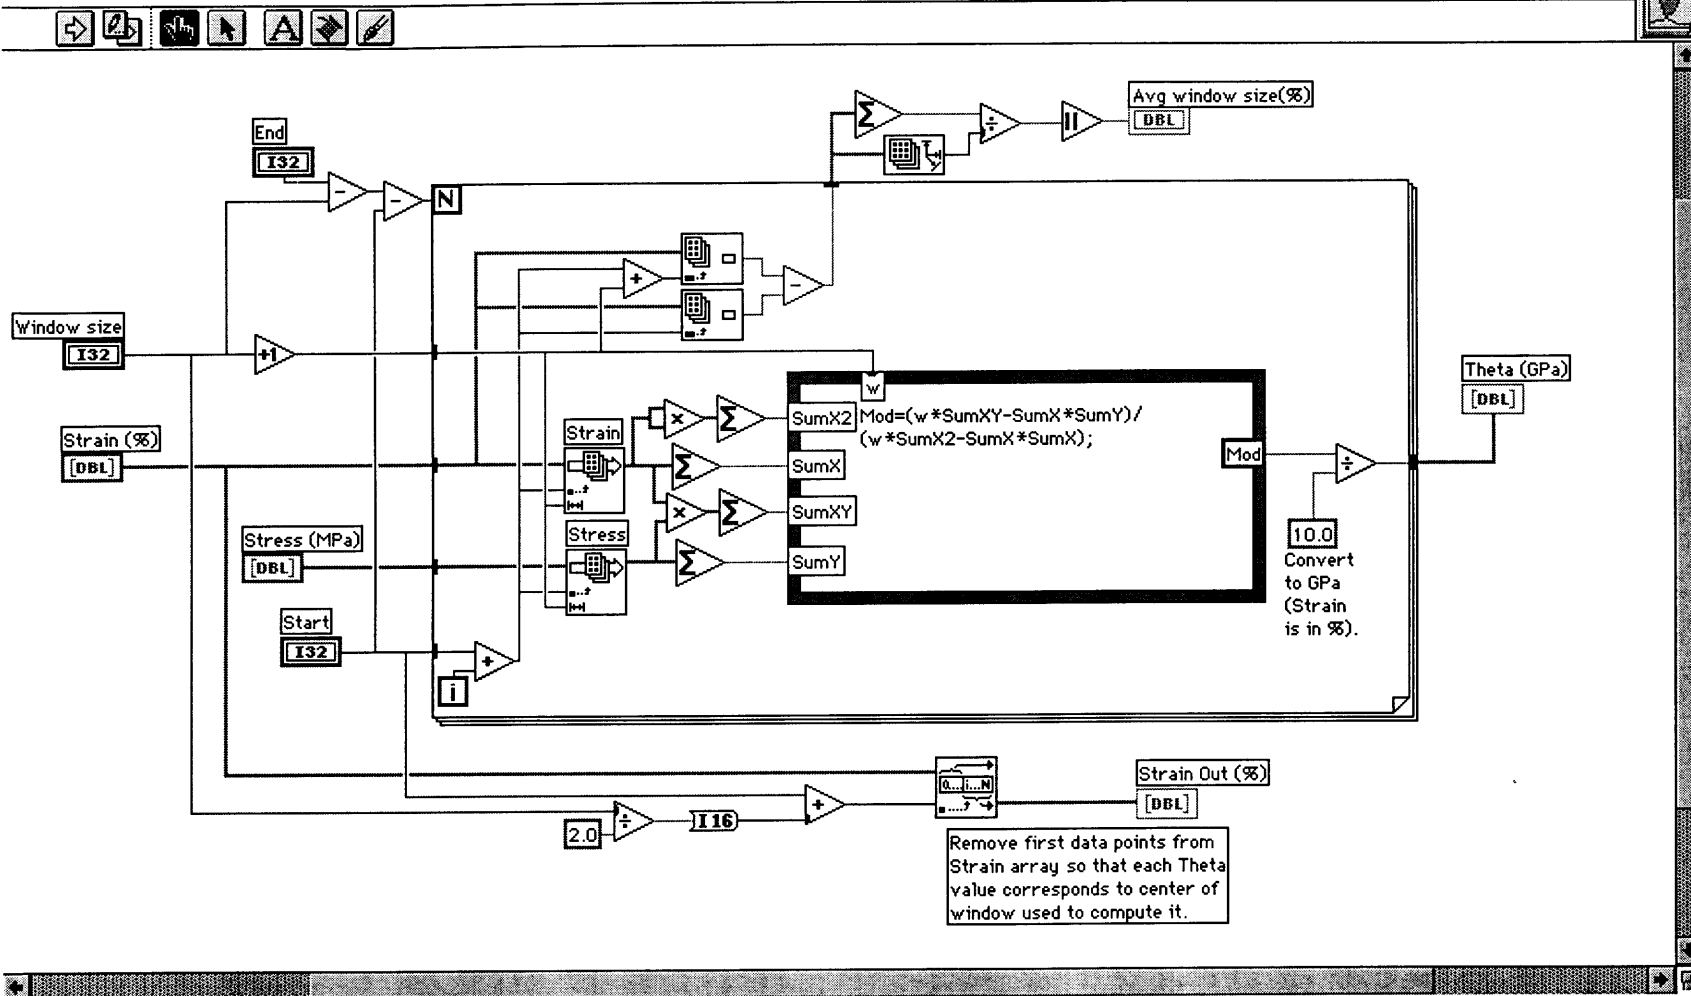 A
Avg window size(%)
DBL
Σ
÷
End
I32
-
-
N
+
-
Window size
I32
+1
w
Theta (GPa)
[DBL]
Mod=(w*SumXY-SumX*SumY)/
(w*SumX2-SumX*SumX);
SumX2
×
Σ
Strain
Strain (%)
[DBL]
Σ
SumX
Mod
÷
×
Σ
SumXY
Stress
Stress (MPa)
[DBL]
Σ
SumY
10.0
Convert
to GPa
(Strain
is in %).
Start
I32
+
i
0...i...N
Strain Out (%)
[DBL]
+
2.0
÷
I16
Remove first data points from
Strain array so that each Theta
value corresponds to center of
window used to compute it.